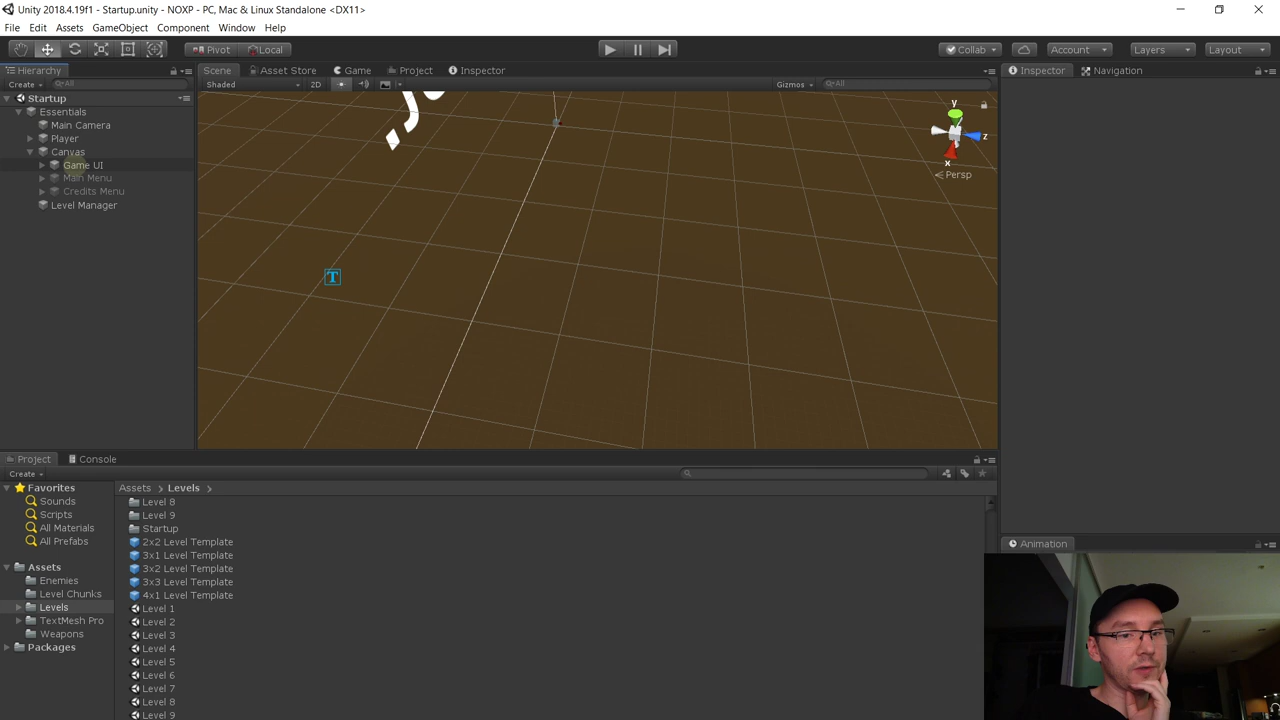 Unity 2018.4.19f1 - Startup.unity - NOXP - PC, Mac & Linux Standalone <DX11>
File Edit Assets GameObject Component Window Help
Pivot Local Collab Account Layers Layout
Hierarchy Scene Asset Store Game Project Inspector Inspector Navigation
Create All Shaded 2D Gizmos All
Startup
Essentials
Main Camera
Player
Canvas
Game UI
Main Menu
Credits Menu
Level Manager
y
z
x
Persp
T
Project Console
Create
Favorites
Sounds
Scripts
All Materials
All Prefabs
Assets
Enemies
Level Chunks
Levels
TextMesh Pro
Weapons
Packages
Assets Levels
Level 8
Level 9
Startup
2x2 Level Template
3x1 Level Template
3x2 Level Template
3x3 Level Template
4x1 Level Template
Level 1
Level 2
Level 3
Level 4
Level 5
Level 6
Level 7
Level 8
Level 9
Animation